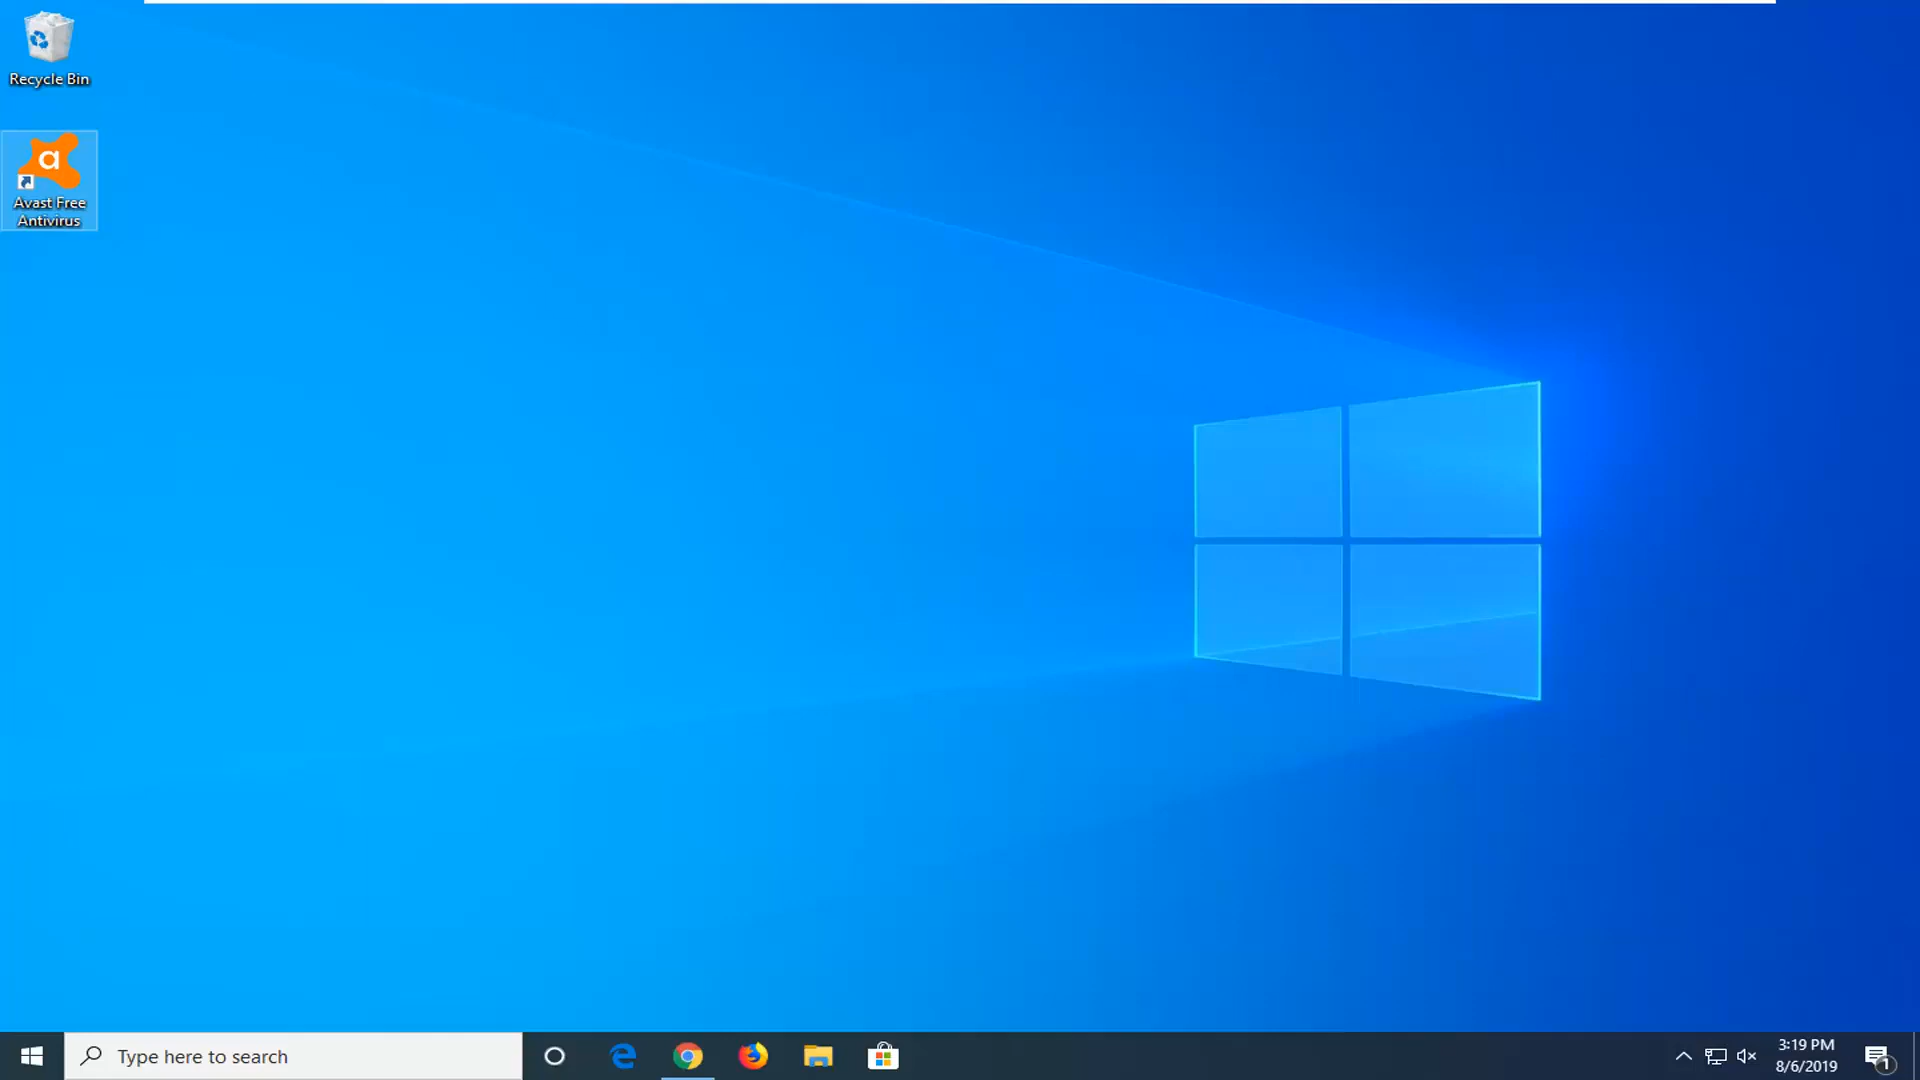 Recycle Bin
a
Avast Free
Antivirus
Type here to search
3:19 PM
8/6/2019
1